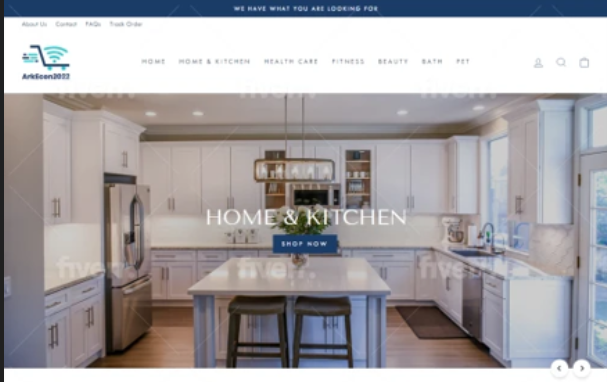 WE HAVE WHAT YOU ARE LOOKING FOR
About Us Contact FAQs Track Order
ArkEcon2022
HOME HOME & KITCHEN HEALTH CARE FITNESS BEAUTY BATH PET
fiverr. fiverr. fiverr.
HOME & KITCHEN
SHOP NOW
fiverr. fiverr. fiverr.